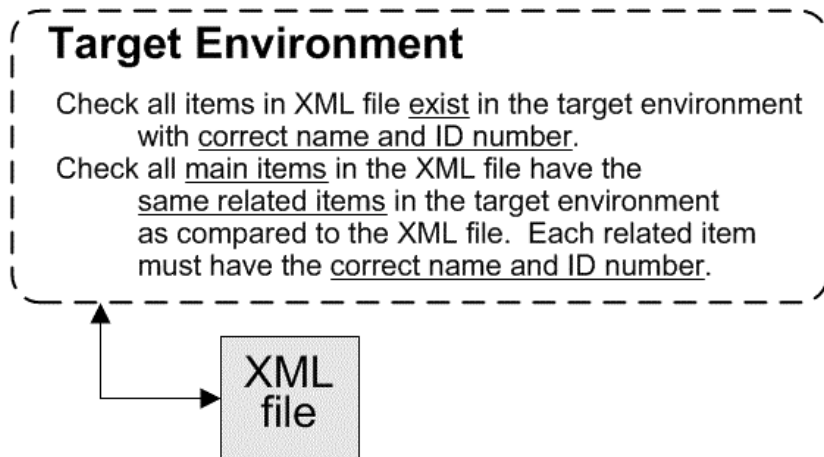 Target Environment
Check all items in XML file exist in the target environment
with correct name and ID number.
Check all main items in the XML file have the
same related items in the target environment
as compared to the XML file.  Each related item
must have the correct name and ID number.
XML
file